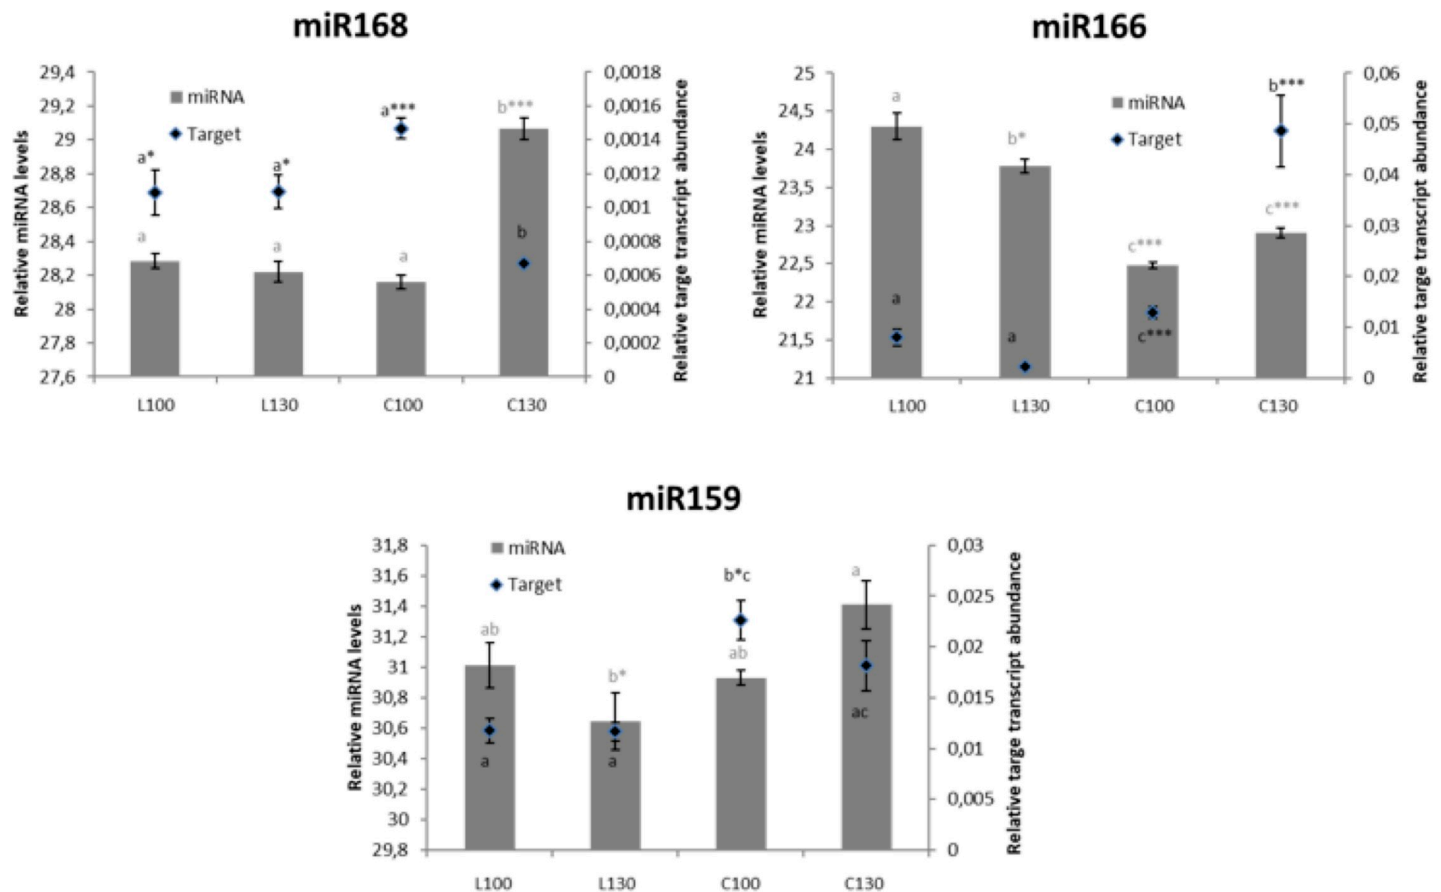 miR168
Relative miRNA levels
29,4
29,2
29
28,8
28,6
28,4
28,2
28
27,8
27,6
miRNA
Target
a*
a*
a***
b***
a
a
a
b
0,0018
0,0016
0,0014
0,0012
0,001
0,0008
0,0006
0,0004
0,0002
0
Relative targe transcript abundance
L100 L130 C100 C130
miR166
Relative miRNA levels
25
24,5
24
23,5
23
22,5
22
21,5
21
miRNA
Target
a
b*
c***
c***
b***
a
a
c***
0,06
0,05
0,04
0,03
0,02
0,01
0
Relative targe transcript abundance
L100 L130 C100 C130
miR159
Relative miRNA levels
31,8
31,6
31,4
31,2
31
30,8
30,6
30,4
30,2
30
29,8
miRNA
Target
ab
b*
b*c
ab
a
a
a
ac
0,03
0,025
0,02
0,015
0,01
0,005
0
Relative targe transcript abundance
L100 L130 C100 C130